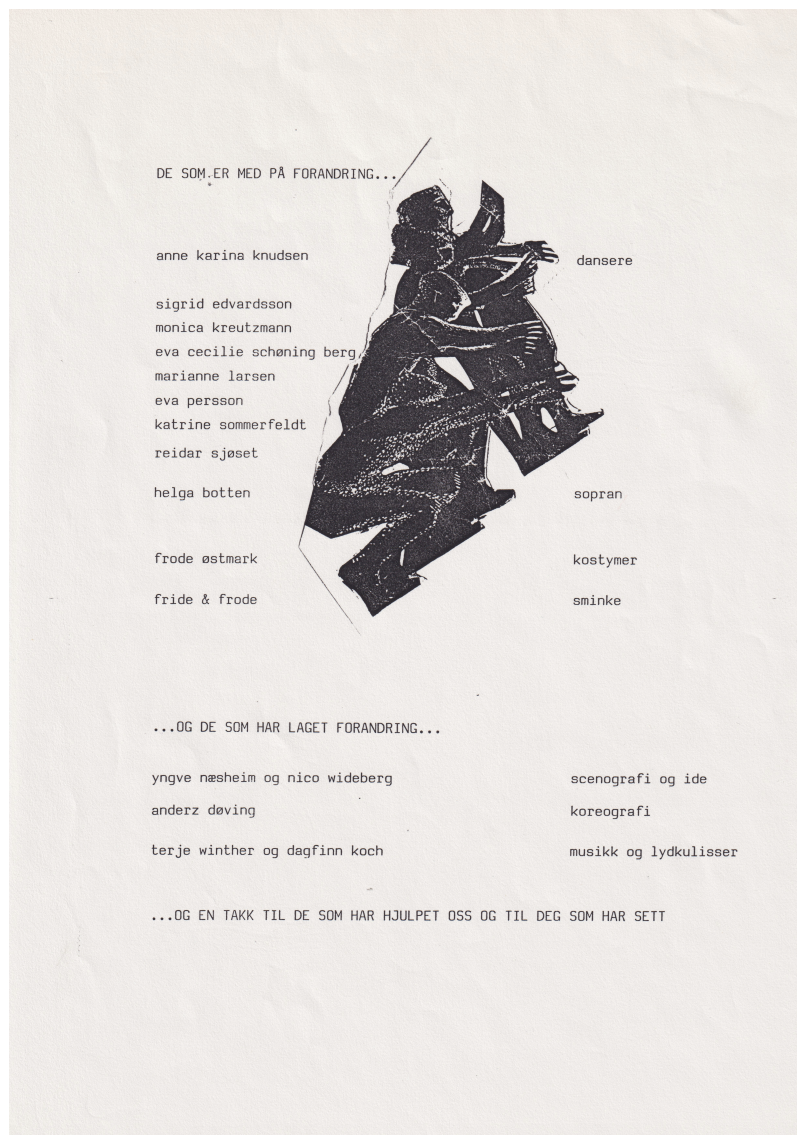 DE SOM ER MED PÅ FORANDRING...
anne karina knudsen dansere
sigrid edvardsson
monica kreutzmann
eva cecilie schøning berg
marianne larsen
eva persson
katrine sommerfeldt
reidar sjøset
helga botten sopran
frode østmark kostymer
fride & frode sminke
...OG DE SOM HAR LAGET FORANDRING...
yngve næsheim og nico wideberg scenografi og ide
anderz døving koreografi
terje winther og dagfinn koch musikk og lydkulisser
...OG EN TAKK TIL DE SOM HAR HJULPET OSS OG TIL DEG SOM HAR SETT